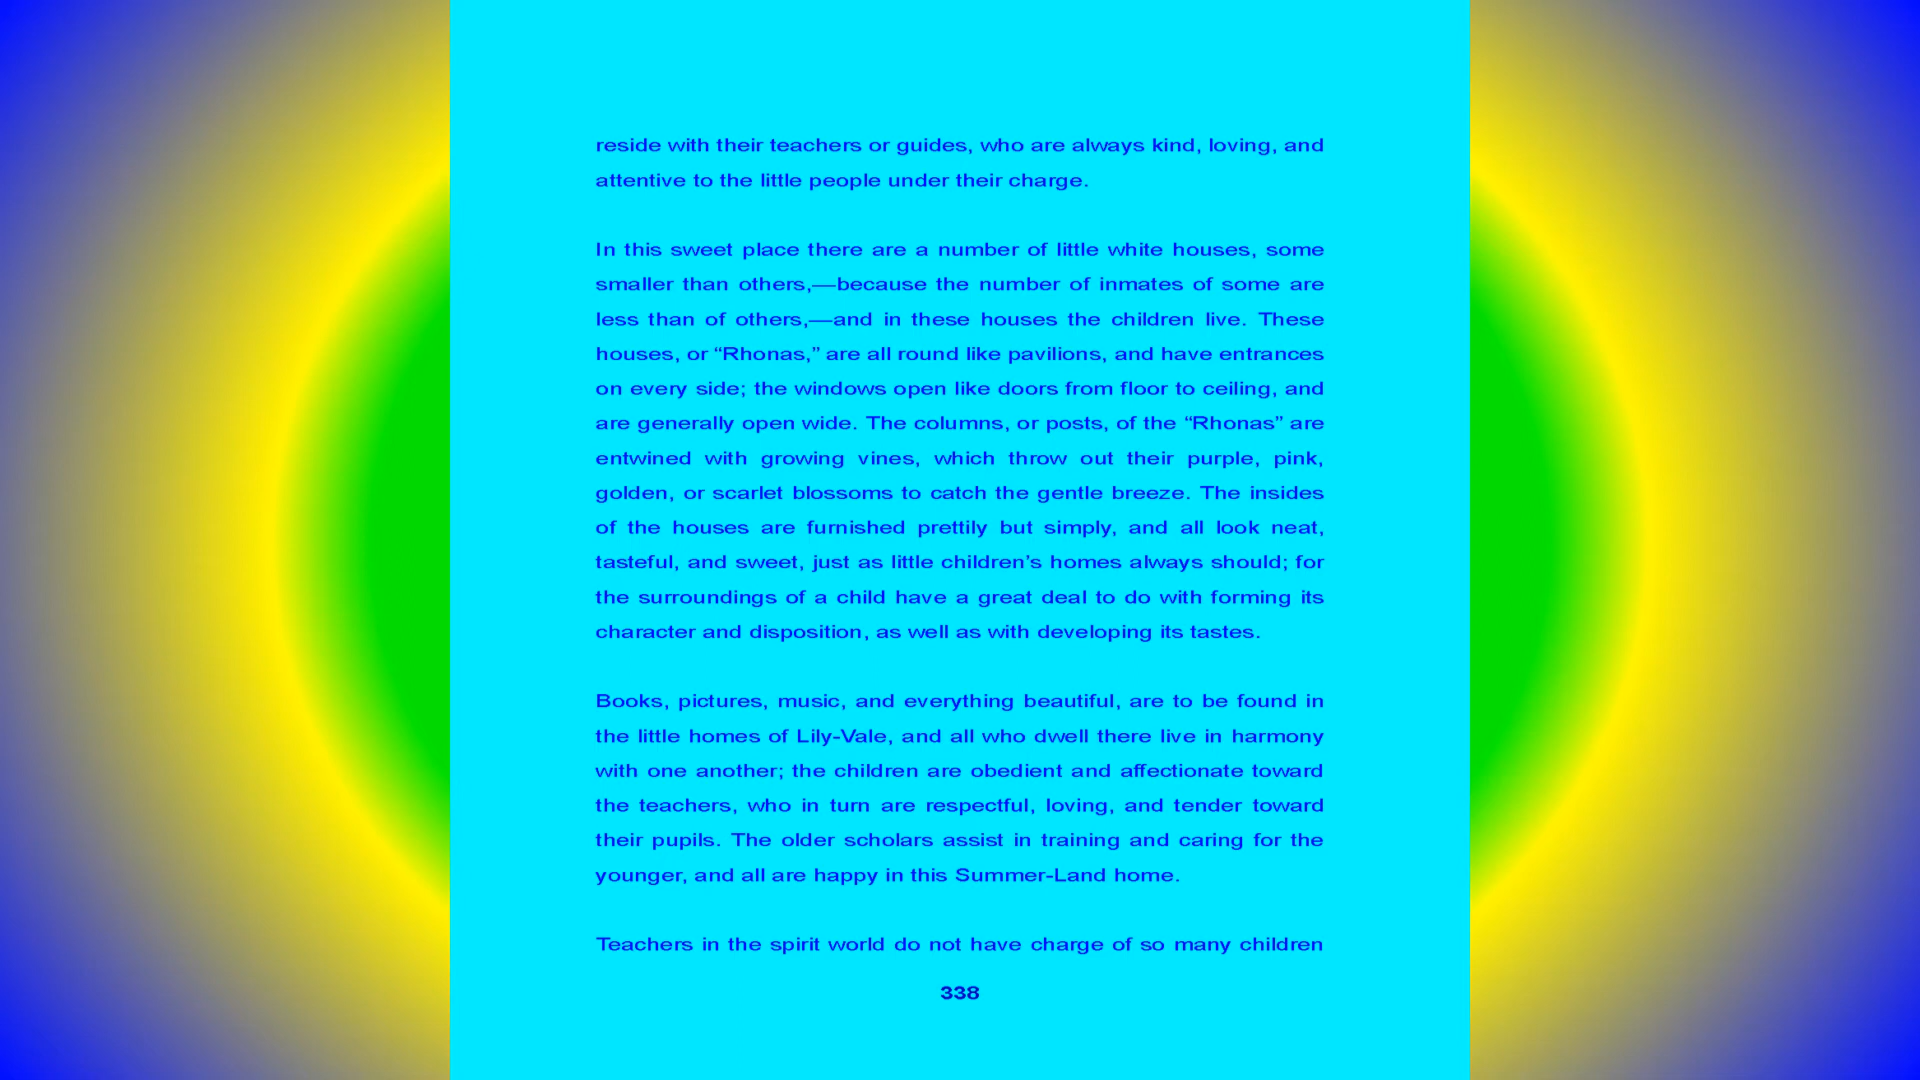 reside with their teachers or guides, who are always kind, loving, and
attentive to the little people under their charge.
In this sweet place there are a number of little white houses, some
smaller than others,—because the number of inmates of some are
less than of others,—and in these houses the children live. These
houses, or “Rhonas,” are all round like pavilions, and have entrances
on every side; the windows open like doors from floor to ceiling, and
are generally open wide. The columns, or posts, of the “Rhonas” are
entwined with growing vines, which throw out their purple, pink,
golden, or scarlet blossoms to catch the gentle breeze. The insides
of the houses are furnished prettily but simply, and all look neat,
tasteful, and sweet, just as little children’s homes always should; for
the surroundings of a child have a great deal to do with forming its
character and disposition, as well as with developing its tastes.
Books, pictures, music, and everything beautiful, are to be found in
the little homes of Lily-Vale, and all who dwell there live in harmony
with one another; the children are obedient and affectionate toward
the teachers, who in turn are respectful, loving, and tender toward
their pupils. The older scholars assist in training and caring for the
younger, and all are happy in this Summer-Land home.
Teachers in the spirit world do not have charge of so many children
338